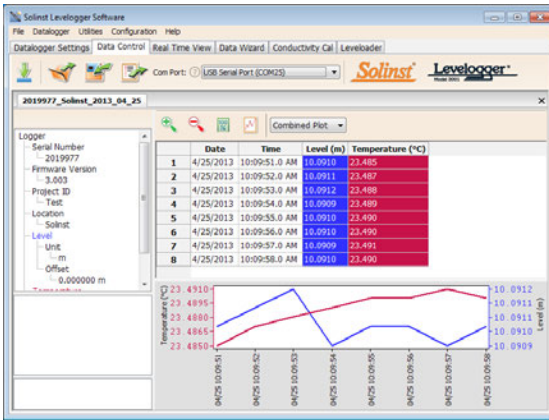 Solinst Levelogger Software
File Datalogger Utilities Configuration Help
Datalogger Settings Data Control Real Time View Data Wizard Conductivity Cal Leveloader
Com Port: USB Serial Port (COM25) Solinst Levelogger
2019977_Solinst_2013_04_25
Combined Plot
Logger
Serial Number
2019977
Firmware Version
3.003
Project ID
Test
Location
Solinst
Level
Unit
m
Offset
0.000000 m
Temperature
Date Time Level (m) Temperature (°C)
1 4/25/2013 10:09:51.0 AM 10.0910 23.485
2 4/25/2013 10:09:52.0 AM 10.0911 23.487
3 4/25/2013 10:09:53.0 AM 10.0912 23.488
4 4/25/2013 10:09:54.0 AM 10.0909 23.489
5 4/25/2013 10:09:55.0 AM 10.0910 23.490
6 4/25/2013 10:09:56.0 AM 10.0910 23.490
7 4/25/2013 10:09:57.0 AM 10.0909 23.491
8 4/25/2013 10:09:58.0 AM 10.0910 23.490
Temperature (°C)
23.4910
23.4895
23.4880
23.4865
23.4850
10.0912
10.0911
10.0911
10.0910
10.0909
Level (m)
04/25 10:09:51
04/25 10:09:52
04/25 10:09:53
04/25 10:09:54
04/25 10:09:55
04/25 10:09:56
04/25 10:09:57
04/25 10:09:58